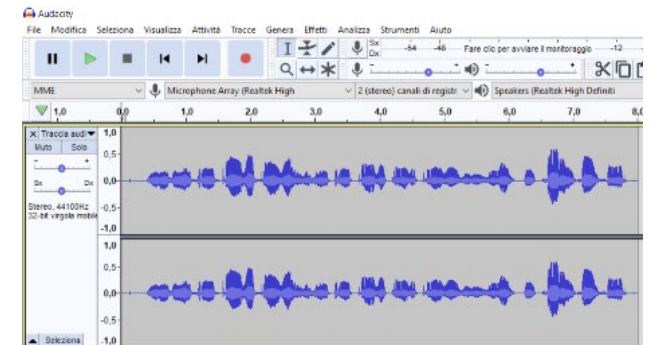 Audacity
File Modifica Seleziona Visualizza Attività Tracce Genera Effetti Analizza Strumenti Aiuto
Sx Dx -54 -48 Fare clic per avviare il monitoraggio -12
MME Microphone Array (Realtek High 2 (stereo) canali di registr Speakers (Realtek High Definiti
1,0 0,0 1,0 2,0 3,0 4,0 5,0 6,0 7,0 8,0
Traccia audi 1,0
Muto Solo
- + 0,5
Sx Dx 0,0
Stereo, 44100Hz -0,5
32-bit virgola mobile
-1,0
1,0
0,5
0,0
-0,5
Seleziona -1,0